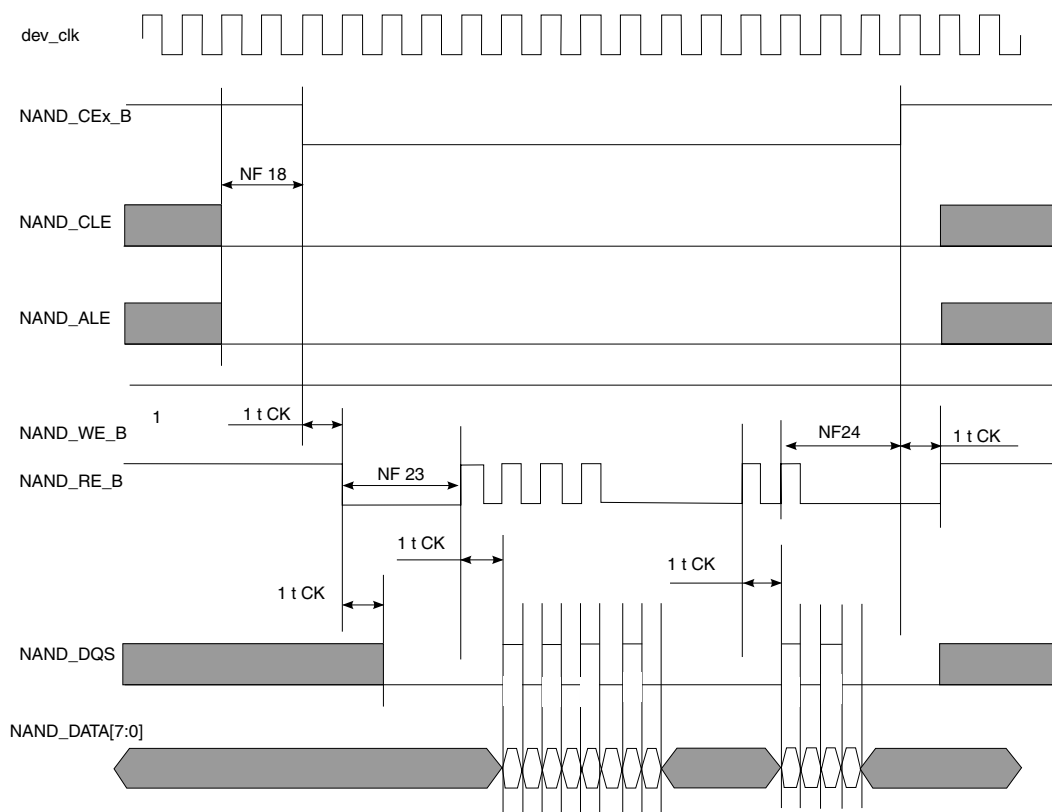 dev_clk
NAND_CEx_B
NF 18
NAND_CLE
NAND_ALE
1
1 t CK
NAND_WE_B
NF24
1 t CK
NAND_RE_B
NF 23
1 t CK
1 t CK
1 t CK
NAND_DQS
NAND_DATA[7:0]